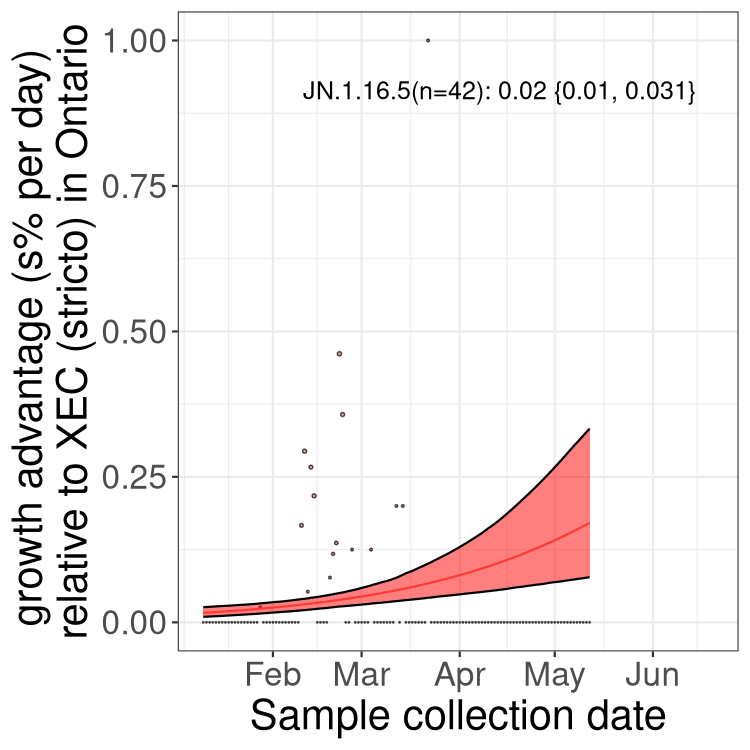 growth advantage (s% per day)
relative to XEC (stricto) in Ontario
1.00
JN.1.16.5(n=42): 0.02 {0.01, 0.031}
0.75
0.50
0.25
0.00
Feb Mar Apr May Jun
Sample collection date